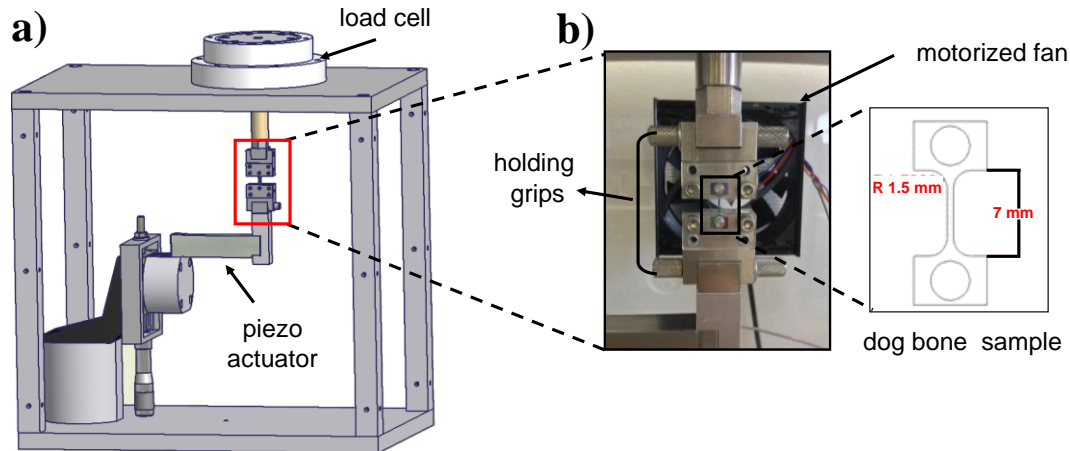 a)
load cell
piezo
actuator
b)
motorized fan
holding
grips
R 1.5 mm
7 mm
dog bone sample